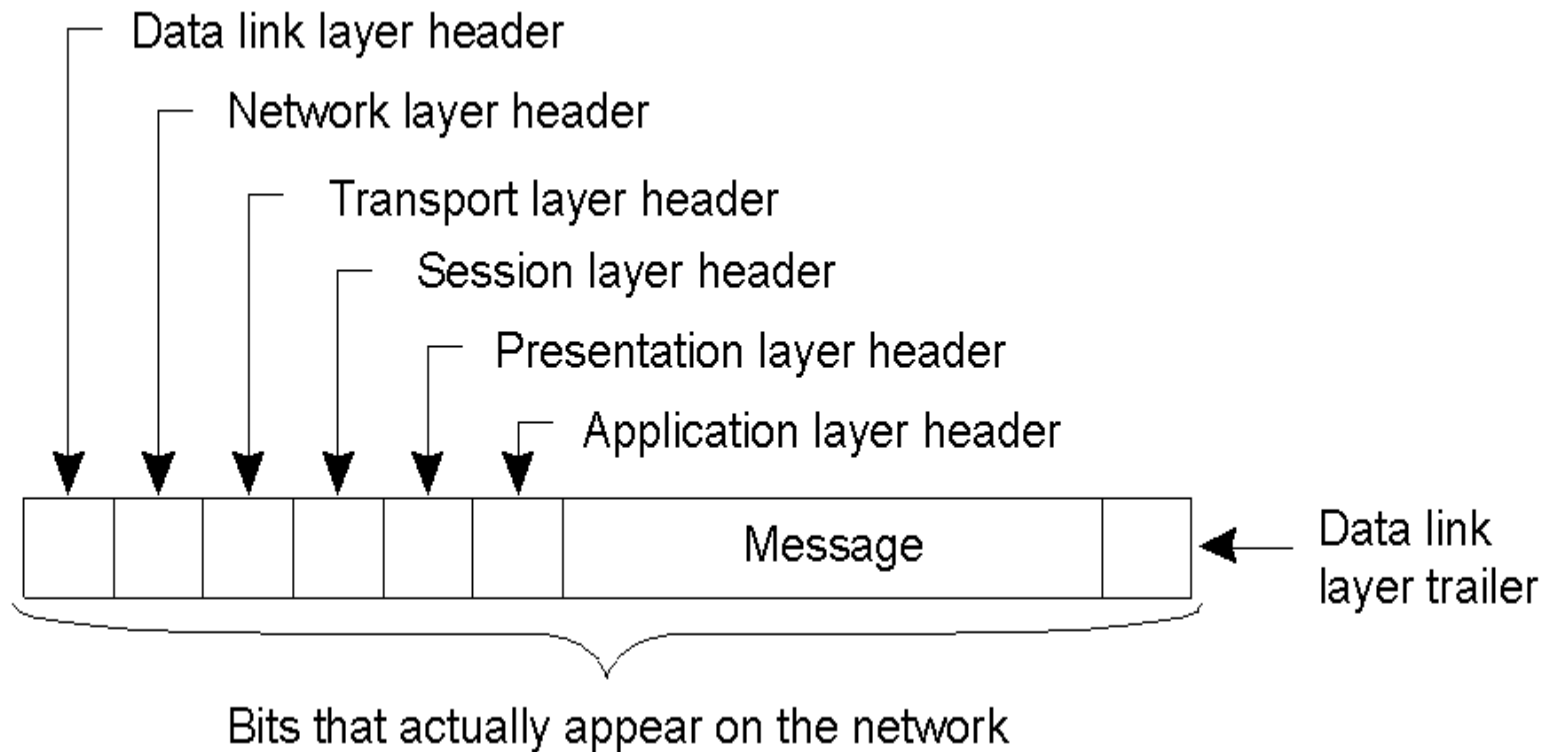 Data link layer header
Network layer header
Transport layer header
Session layer header
Presentation layer header
Application layer header
Message
Data link
layer trailer
Bits that actually appear on the network